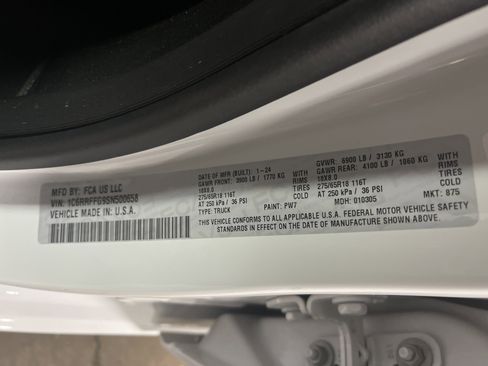 MFD BY: FCA US LLC
VIN: 1C6RRFFG9SN500658
VEHICLE MADE IN: U.S.A.
DATE OF MFR (BUILT): 1-24
GAWR FRONT: 3900 LB / 1770 KG
18X8.0
275/65R18 116T
AT 250 kPa / 36 PSI
TYPE: TRUCK
PAINT: PW7
WITH
RIMS
TIRES
COLD
GVWR: 6900 LB / 3130 KG
GAWR REAR: 4100 LB / 1860 KG
18X8.0
275/65R18 116T
AT 250 kPa / 36 PSI
MDH: 010305
WITH
RIMS
TIRES
COLD
MKT: 875
THIS VEHICLE CONFORMS TO ALL APPLICABLE U.S.A. FEDERAL MOTOR VEHICLE SAFETY
STANDARDS IN EFFECT ON THE DATE OF MANUFACTURE SHOWN ABOVE.